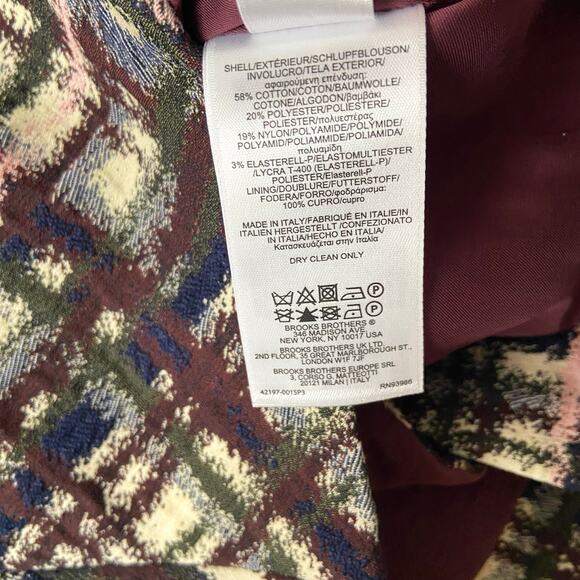 SHELL/EXTÉRIEUR/SCHLUPFBLOUSON/
INVOLUCRO/TELA EXTERIOR/
αφαιρούμενη επένδυση:
58% COTTON/COTON/BAUMWOLLE/
COTONE/ALGODON/βαμβάκι
20% POLYESTER/POLIESTERE/
POLIESTER/πολυεστέρας
19% NYLON/POLYAMIDE/POLYMIDE/
POLYAMID/POLIAMMIDE/POLIAMIDA/
πολυαμίδη
3% ELASTERELL-P/ELASTOMULTIESTER
/LYCRA T-400 (ELASTERELL-P)/
POLIESTER/Elasterell-P
LINING/DOUBLURE/FUTTERSTOFF/
FODERA/FORRO/φοδράρισμα:
100% CUPRO/cupro
MADE IN ITALY/FABRIQUÉ EN ITALIE/IN
ITALIEN HERGESTELLT/CONFEZIONATO
IN ITALIA/HECHO EN ITALIA/
Κατασκευάζεται στην Ιταλία
DRY CLEAN ONLY
P
P
BROOKS BROTHERS ®
346 MADISON AVE.
NEW YORK, NY 10017 USA
BROOKS BROTHERS UK LTD.
2ND FLOOR, 35 GREAT MARLBOROUGH ST.,
LONDON W1F 7JF
BROOKS BROTHERS EUROPE SRL
3, CORSO G. MATTEOTTI
20121 MILAN | ITALY
42197-001SP3 RN93986